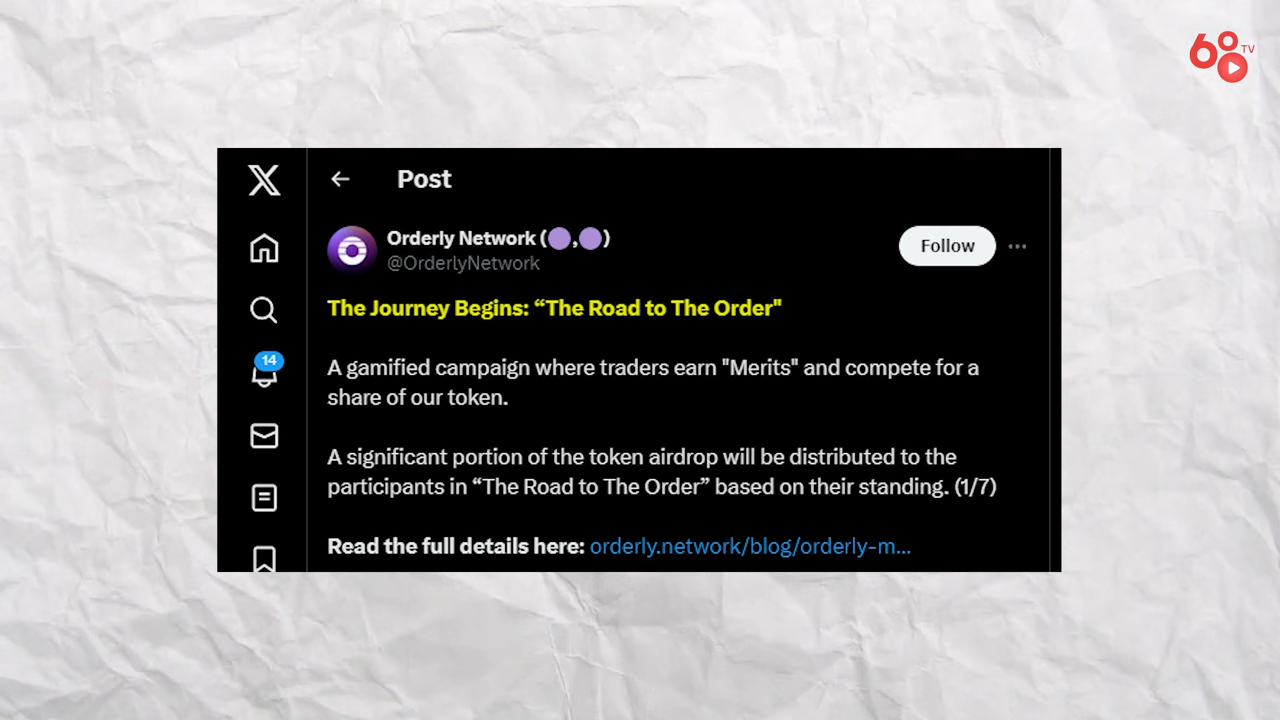 68
TV
Post
Orderly Network (🟣,🟣)
@OrderlyNetwork
Follow
The Journey Begins: “The Road to The Order"
14
A gamified campaign where traders earn "Merits" and compete for a
share of our token.
A significant portion of the token airdrop will be distributed to the
participants in “The Road to The Order” based on their standing. (1/7)
Read the full details here: orderly.network/blog/orderly-m...